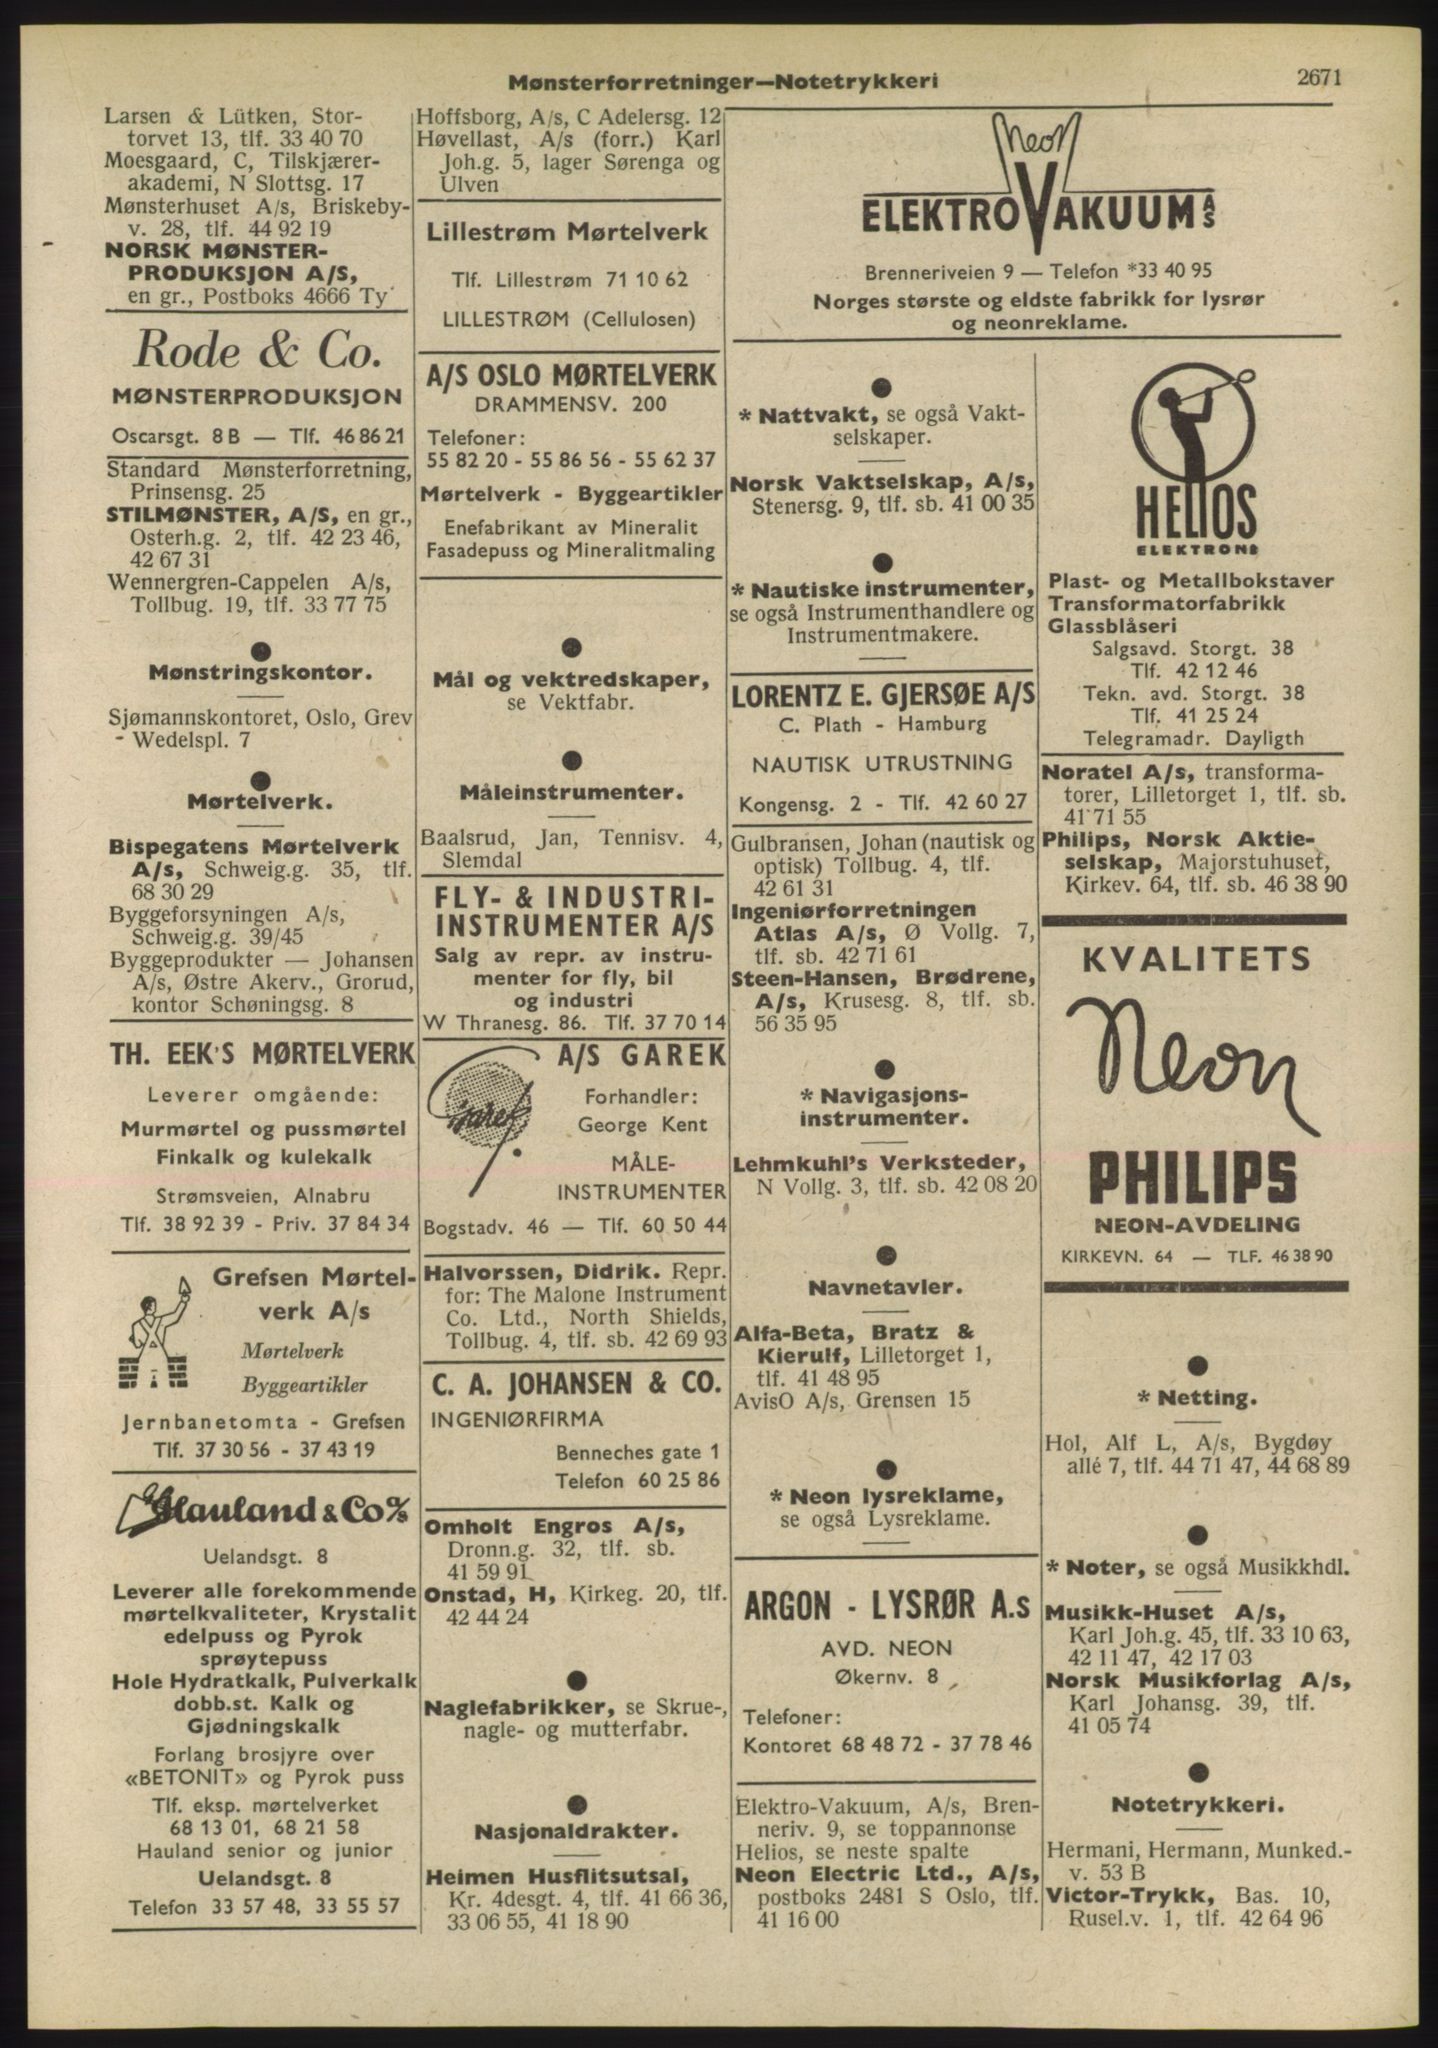 Mønsterforretninger—Notetrykkeri
2671
Larsen & Lütken, Stor-
torvet 13, tlf. 33 40 70
Moesgaard, C, Tilskjærer-
akademi, N Slottsg. 17
Mønsterhuset A/s, Briskeby-
v. 28, tlf. 44 92 19
NORSK MØNSTER-
PRODUKSJON A/S,
en gr., Postboks 4666 Ty
Rode & Co.
MØNSTERPRODUKSJON
Oscarsgt. 8 B — Tlf. 46 86 21
Standard Mønsterforretning,
Prinsensg. 25
STILMØNSTER, A/S, en gr.,
Osterh.g. 2, tlf. 42 23 46,
42 67 31
Wennergren-Cappelen A/s,
Tollbug. 19, tlf. 33 77 75
Mønstringskontor.
Sjømannskontoret, Oslo, Grev
Wedelspl. 7
Mørtelverk.
Bispegatens Mørtelverk
A/s, Schweig.g. 35, tlf.
68 30 29
Byggeforsyningen A/s,
Schweig.g. 39/45
Byggeprodukter — Johansen
A/s, Østre Akerv., Grorud,
kontor Schøningsg. 8
TH. EEK'S MØRTELVERK
Leverer omgående:
Murmørtel og pussmørtel
Finkalk og kulekalk
Strømsveien, Alnabru
Tlf. 38 92 39 - Priv. 37 84 34
Grefsen Mørtel-
verk A/s
Mørtelverk
Byggeartikler
Jernbanetomta - Grefsen
Tlf. 37 30 56 - 37 43 19
Hauland & Co A/s
Uelandsgt. 8
Leverer alle forekommende
mørtelkvaliteter, Krystalit
edelpuss og Pyrok
sprøytepuss
Hole Hydratkalk, Pulverkalk
dobb.st. Kalk og
Gjødningskalk
Forlang brosjyre over
«BETONIT» og Pyrok puss
Tlf. eksp. mørtelverket
68 13 01, 68 21 58
Hauland senior og junior
Uelandsgt. 8
Telefon 33 57 48, 33 55 57
Hoffsborg, A/s, C Adelersg. 12
Høvellast, A/s (forr.) Karl
Joh.g. 5, lager Sørenga og
Ulven
Lillestrøm Mørtelverk
Tlf. Lillestrøm 71 10 62
LILLESTRØM (Cellulosen)
A/S OSLO MØRTELVERK
DRAMMENSV. 200
Telefoner:
55 82 20 - 55 86 56 - 55 62 37
Mørtelverk - Byggeartikler
Enefabrikant av Mineralit
Fasadepuss og Mineralitmaling
Mål og vektredskaper,
se Vektfabr.
Måleinstrumenter.
Baalsrud, Jan, Tennisv. 4,
Slemdal
FLY- & INDUSTRI-
INSTRUMENTER A/S
Salg av repr. av instru-
menter for fly, bil
og industri
W Thranesg. 86. Tlf. 37 70 14
A/S GAREK
Garek
Forhandler:
George Kent
MÅLE-
INSTRUMENTER
Bogstadv. 46 — Tlf. 60 50 44
Halvorssen, Didrik. Repr.
for: The Malone Instrument
Co. Ltd., North Shields,
Tollbug. 4, tlf. sb. 42 69 93
C. A. JOHANSEN & CO.
INGENIØRFIRMA
Benneches gate 1
Telefon 60 25 86
Omholt Engros A/s,
Dronn.g. 32, tlf. sb.
41 59 91
Onstad, H, Kirkeg. 20, tlf.
42 44 24
Naglefabrikker, se Skrue-,
nagle- og mutterfabr.
Nasjonaldrakter.
Heimen Husflitsutsal,
Kr. 4desgt. 4, tlf. 41 66 36,
33 06 55, 41 18 90
Neon
ELEKTROVAKUUM A/S
Brenneriveien 9 — Telefon *33 40 95
Norges største og eldste fabrikk for lysrør
og neonreklame.
* Nattvakt, se også Vakt-
selskaper.
Norsk Vaktselskap, A/s,
Stenersg. 9, tlf. sb. 41 00 35
* Nautiske instrumenter,
se også Instrumenthandlere og
Instrumentmakere.
LORENTZ E. GJERSØE A/S
C. Plath - Hamburg
NAUTISK UTRUSTNING
Kongensg. 2 - Tlf. 42 60 27
Gulbransen, Johan (nautisk og
optisk) Tollbug. 4, tlf.
42 61 31
Ingeniørforretningen
Atlas A/s, Ø Vollg. 7,
tlf. sb. 42 71 61
Steen-Hansen, Brødrene,
A/s, Krusesg. 8, tlf. sb.
56 35 95
* Navigasjons-
instrumenter.
Lehmkuhl's Verksteder,
N Vollg. 3, tlf. sb. 42 08 20
Navnetavler.
Alfa-Beta, Bratz &
Kierulf, Lilletorget 1,
tlf. 41 48 95
AvisO A/s, Grensen 15
* Neon lysreklame,
se også Lysreklame.
ARGON - LYSRØR A.s
AVD. NEON
Økernv. 8
Telefoner:
Kontoret 68 48 72 - 37 78 46
Elektro-Vakuum, A/s, Bren-
neriv. 9, se toppannonse
Helios, se neste spalte
Neon Electric Ltd., A/s,
postboks 2481 S Oslo, tlf.
41 16 00
HELIOS
ELEKTRON A/S
Plast- og Metallbokstaver
Transformatorfabrikk
Glassblåseri
Salgsavd. Storgt. 38
Tlf. 42 12 46
Tekn. avd. Storgt. 38
Tlf. 41 25 24
Telegramadr. Dayligth
Noratel A/s, transforma-
torer, Lilletorget 1, tlf. sb.
41 71 55
Philips, Norsk Aktie-
selskap, Majorstuhuset,
Kirkev. 64, tlf. sb. 46 38 90
KVALITETS
Neon
PHILIPS
NEON-AVDELING
KIRKEVN. 64 — TLF. 46 38 90
* Netting.
Hol, Alf L, A/s, Bygdøy
allé 7, tlf. 44 71 47, 44 68 89
* Noter, se også Musikkhdl.
Musikk-Huset A/s,
Karl Joh.g. 45, tlf. 33 10 63,
42 11 47, 42 17 03
Norsk Musikforlag A/s,
Karl Johansg. 39, tlf.
41 05 74
Notetrykkeri.
Hermani, Hermann, Munked.-
v. 53 B
Victor-Trykk, Bas. 10,
Rusel.v. 1, tlf. 42 64 96